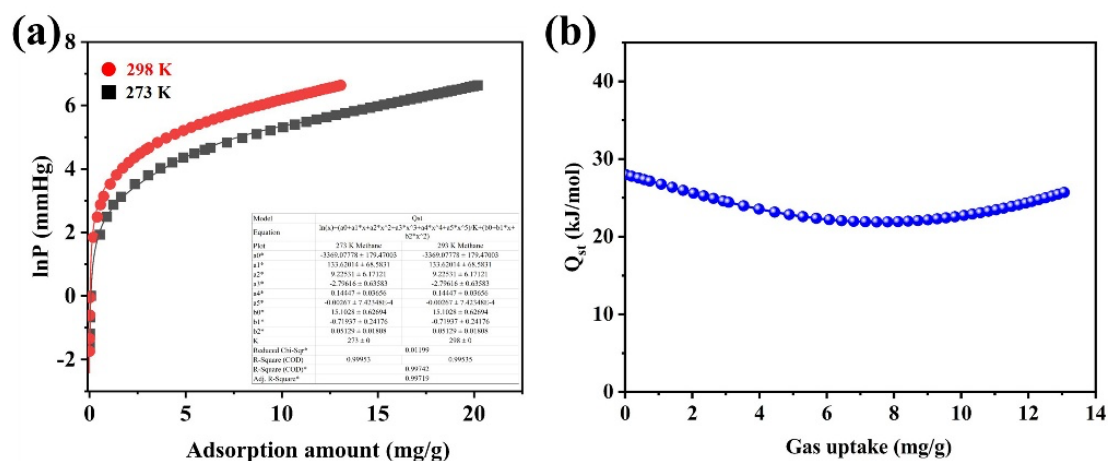 (a)
8
6
4
2
0
-2
lnP (mmHg)
298 K
273 K
Model Qst
Equation ln(x)=(a0+a1*x+a2*x^2+a3*x^3+a4*x^4+a5*x^5)/K+(b0+b1*x+
b2*x^2)
Plot 273 K Methane 293 K Methane
a0* -3369.07778 ± 179.47003 -3369.07778 ± 179.47003
a1* 133.62014 ± 68.5831 133.62014 ± 68.5831
a2* 9.22531 ± 6.17121 9.22531 ± 6.17121
a3* -2.79616 ± 0.63583 -2.79616 ± 0.63583
a4* 0.14447 ± 0.03656 0.14447 ± 0.03656
a5* -0.00267 ± 7.42348E-4 -0.00267 ± 7.42348E-4
b0* 15.1028 ± 0.62694 15.1028 ± 0.62694
b1* -0.71937 ± 0.24176 -0.71937 ± 0.24176
b2* 0.05129 ± 0.01808 0.05129 ± 0.01808
K 273 ± 0 298 ± 0
Reduced Chi-Sqr* 0.01199
R-Square (COD) 0.99953 0.99535
R-Square (COD)* 0.99742
Adj. R-Square* 0.99719
0 5 10 15 20
Adsorption amount (mg/g)
(b)
40
30
20
10
0
Qst (kJ/mol)
0 2 4 6 8 10 12 14
Gas uptake (mg/g)